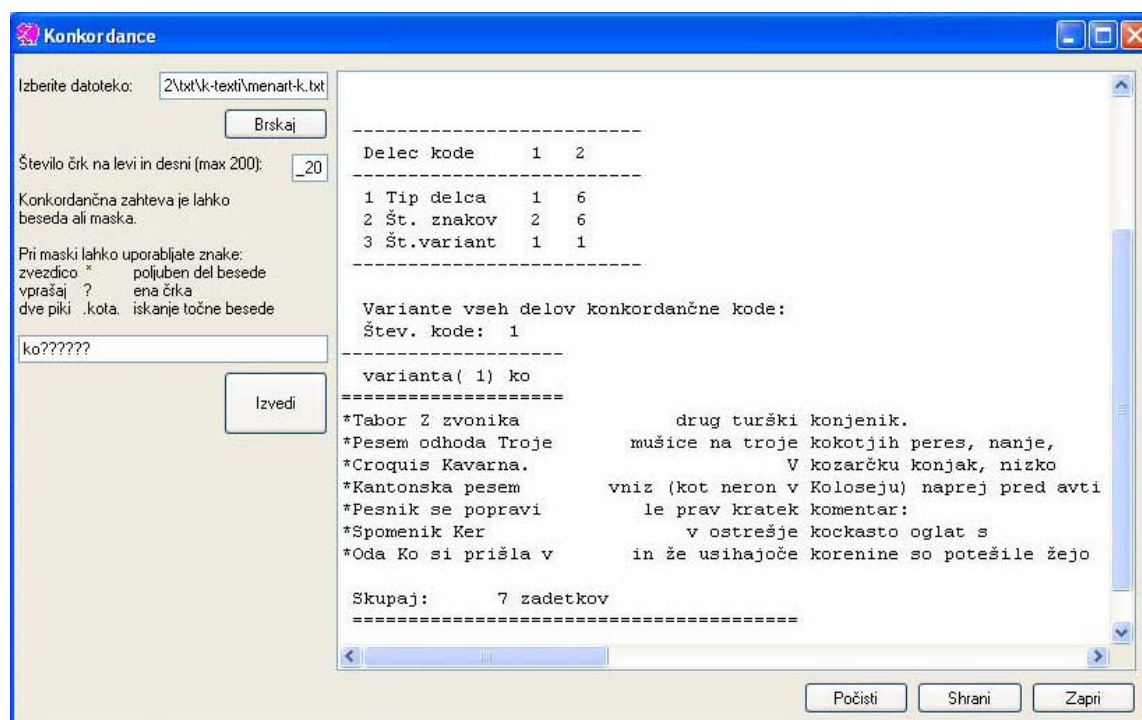 Konkordance
Izberite datoteko: 2\txt\k-texti\menart-k.txt
Brskaj
Število črk na levi in desni (max 200): _20
Konkordančna zahteva je lahko
beseda ali maska.
Pri maski lahko uporabljate znake:
zvezdico * poljuben del besede
vprašaj ? ena črka
dve piki .kota. iskanje točne besede
ko??????
Izvedi
--------------------------
Delec kode 1 2
--------------------------
1 Tip delca 1 6
2 Št. znakov 2 6
3 Št.variant 1 1
--------------------------
Variante vseh delov konkordančne kode:
Štev. kode: 1
--------------------
varianta( 1) ko
====================
*Tabor Z zvonika drug turški konjenik.
*Pesem odhoda Troje mušice na troje kokotjih peres, nanje,
*Croquis Kavarna. V kozarčku konjak, nizko
*Kantonska pesem vniz (kot neron v Koloseju) naprej pred avti
*Pesnik se popravi le prav kratek komentar:
*Spomenik Ker v ostrešje kockasto oglat s
*Oda Ko si prišla v in že usihajoče korenine so potešile žejo
Skupaj: 7 zadetkov
========================================
Počisti Shrani Zapri